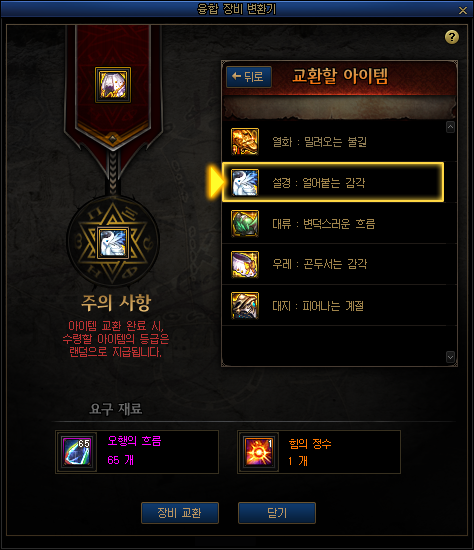 융합 장비 변환기
?
뒤로
교환할 아이템
열화 : 밀려오는 불길
설경 : 얼어붙는 감각
대류 : 변덕스러운 흐름
우레 : 곤두서는 감각
대지 : 피어나는 계절
주의 사항
아이템 교환 완료 시,
수령할 아이템의 등급은
랜덤으로 지급됩니다.
요구 재료
65
오행의 흐름
65 개
1
힘의 정수
1 개
장비 교환
닫기